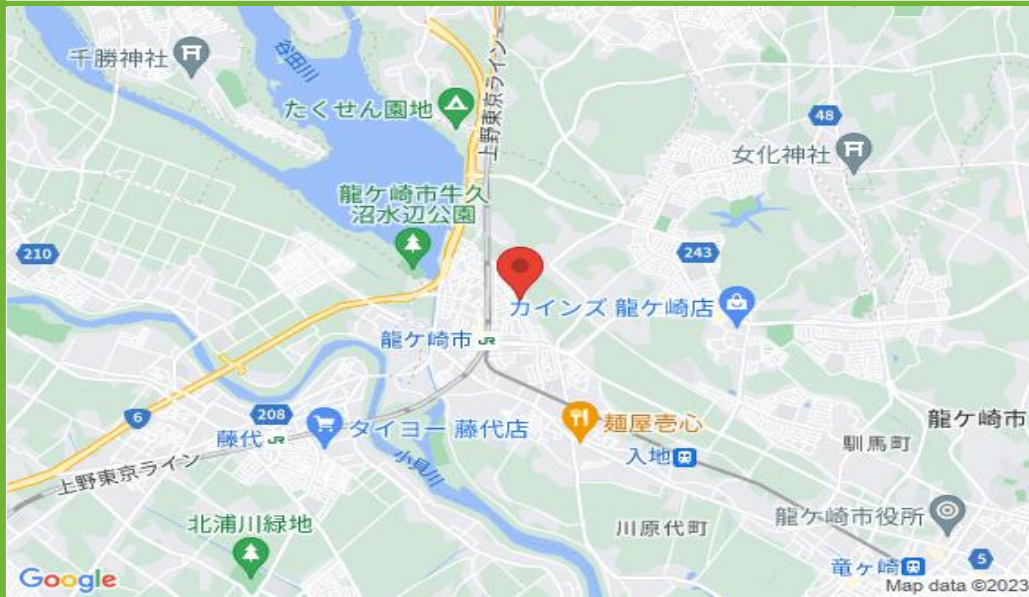 千勝神社
谷田川
上野東京ライン
たくせん園地
48
女化神社
龍ケ崎市牛久
沼水辺公園
210
243
カインズ 龍ケ崎店
龍ケ崎市 JR
6
208
藤代 JR
タイヨー 藤代店
麺屋壱心
龍ケ崎市
馴馬町
入地
上野東京ライン
小貝川
北浦川緑地
川原代町
龍ケ崎市役所
5
竜ヶ崎
Google
Map data ©2023